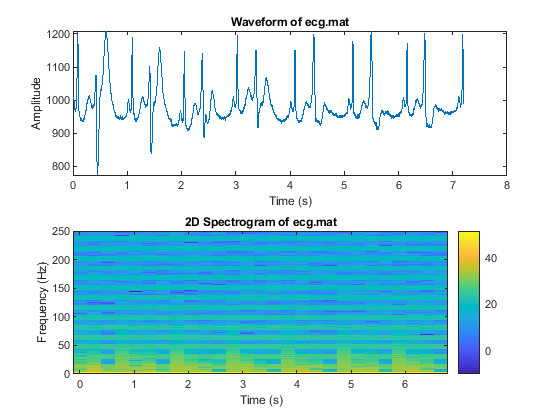 Waveform of ecg.mat
1200
1100
1000
900
800
Amplitude
0 1 2 3 4 5 6 7 8
Time (s)
2D Spectrogram of ecg.mat
250
200
150
100
50
0
Frequency (Hz)
0 1 2 3 4 5 6
Time (s)
40
20
0